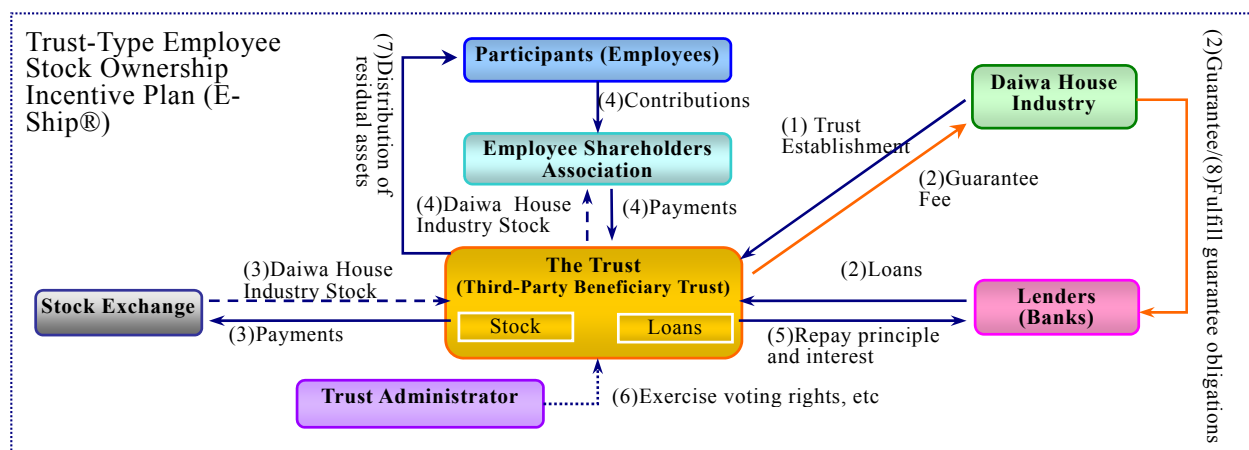 Trust-Type Employee
Stock Ownership
Incentive Plan (E-
Ship®)
(7)Distribution of
residual assets
Participants (Employees)
(4)Contributions
Employee Shareholders
Association
(4)Daiwa House
Industry Stock
(4)Payments
Daiwa House
Industry
(1) Trust
Establishment
(2)Guarantee
Fee
(2)Guarantee/(8)Fulfill guarantee obligations
The Trust
(Third-Party Beneficiary Trust)
Stock
Loans
(3)Daiwa House
Industry Stock
Stock Exchange
(3)Payments
(2)Loans
Lenders
(Banks)
(5)Repay principle
and interest
Trust Administrator
(6)Exercise voting rights, etc